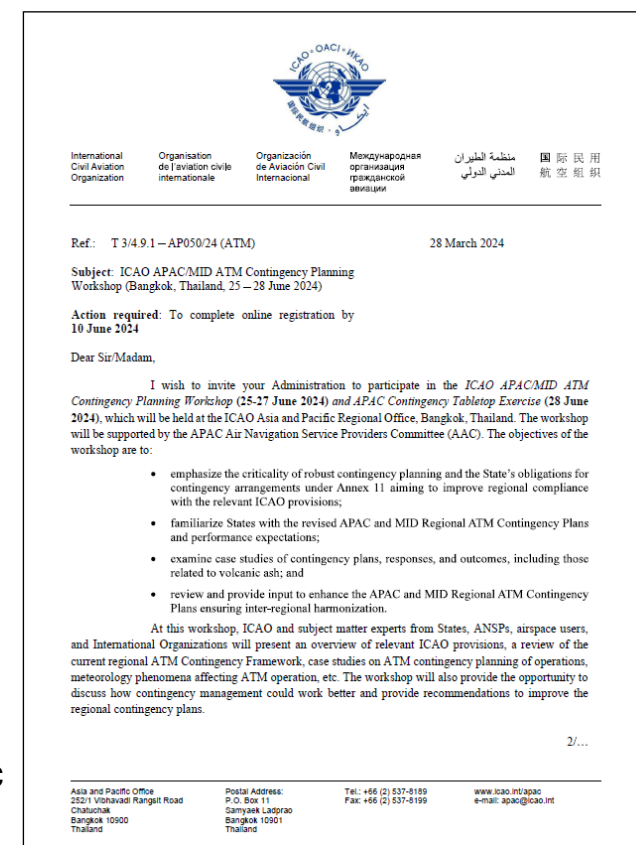 ICAO · OACI · ИКАО
国际民航组织 · ايكاو
International
Civil Aviation
Organization
Organisation
de l'aviation civile
internationale
Organización
de Aviación Civil
Internacional
Международная
организация
гражданской
авиации
منظمة الطيران
المدني الدولي
国 际 民 用
航 空 组 织
Ref.: T 3/4.9.1 – AP050/24 (ATM)
28 March 2024
Subject: ICAO APAC/MID ATM Contingency Planning
Workshop (Bangkok, Thailand, 25 – 28 June 2024)
Action required: To complete online registration by
10 June 2024
Dear Sir/Madam,
I wish to invite your Administration to participate in the ICAO APAC/MID ATM
Contingency Planning Workshop (25-27 June 2024) and APAC Contingency Tabletop Exercise (28 June
2024), which will be held at the ICAO Asia and Pacific Regional Office, Bangkok, Thailand. The workshop
will be supported by the APAC Air Navigation Service Providers Committee (AAC). The objectives of the
workshop are to:
• emphasize the criticality of robust contingency planning and the State's obligations for
contingency arrangements under Annex 11 aiming to improve regional compliance
with the relevant ICAO provisions;
• familiarize States with the revised APAC and MID Regional ATM Contingency Plans
and performance expectations;
• examine case studies of contingency plans, responses, and outcomes, including those
related to volcanic ash; and
• review and provide input to enhance the APAC and MID Regional ATM Contingency
Plans ensuring inter-regional harmonization.
At this workshop, ICAO and subject matter experts from States, ANSPs, airspace users,
and International Organizations will present an overview of relevant ICAO provisions, a review of the
current regional ATM Contingency Framework, case studies on ATM contingency planning of operations,
meteorology phenomena affecting ATM operation, etc. The workshop will also provide the opportunity to
discuss how contingency management could work better and provide recommendations to improve the
regional contingency plans.
2/…
Asia and Pacific Office
252/1 Vibhavadi Rangsit Road
Chatuchak
Bangkok 10900
Thailand
Postal Address:
P.O. Box 11
Samyaek Ladprao
Bangkok 10901
Thailand
Tel.: +66 (2) 537-8189
Fax: +66 (2) 537-8199
www.icao.int/apac
e-mail: apac@icao.int